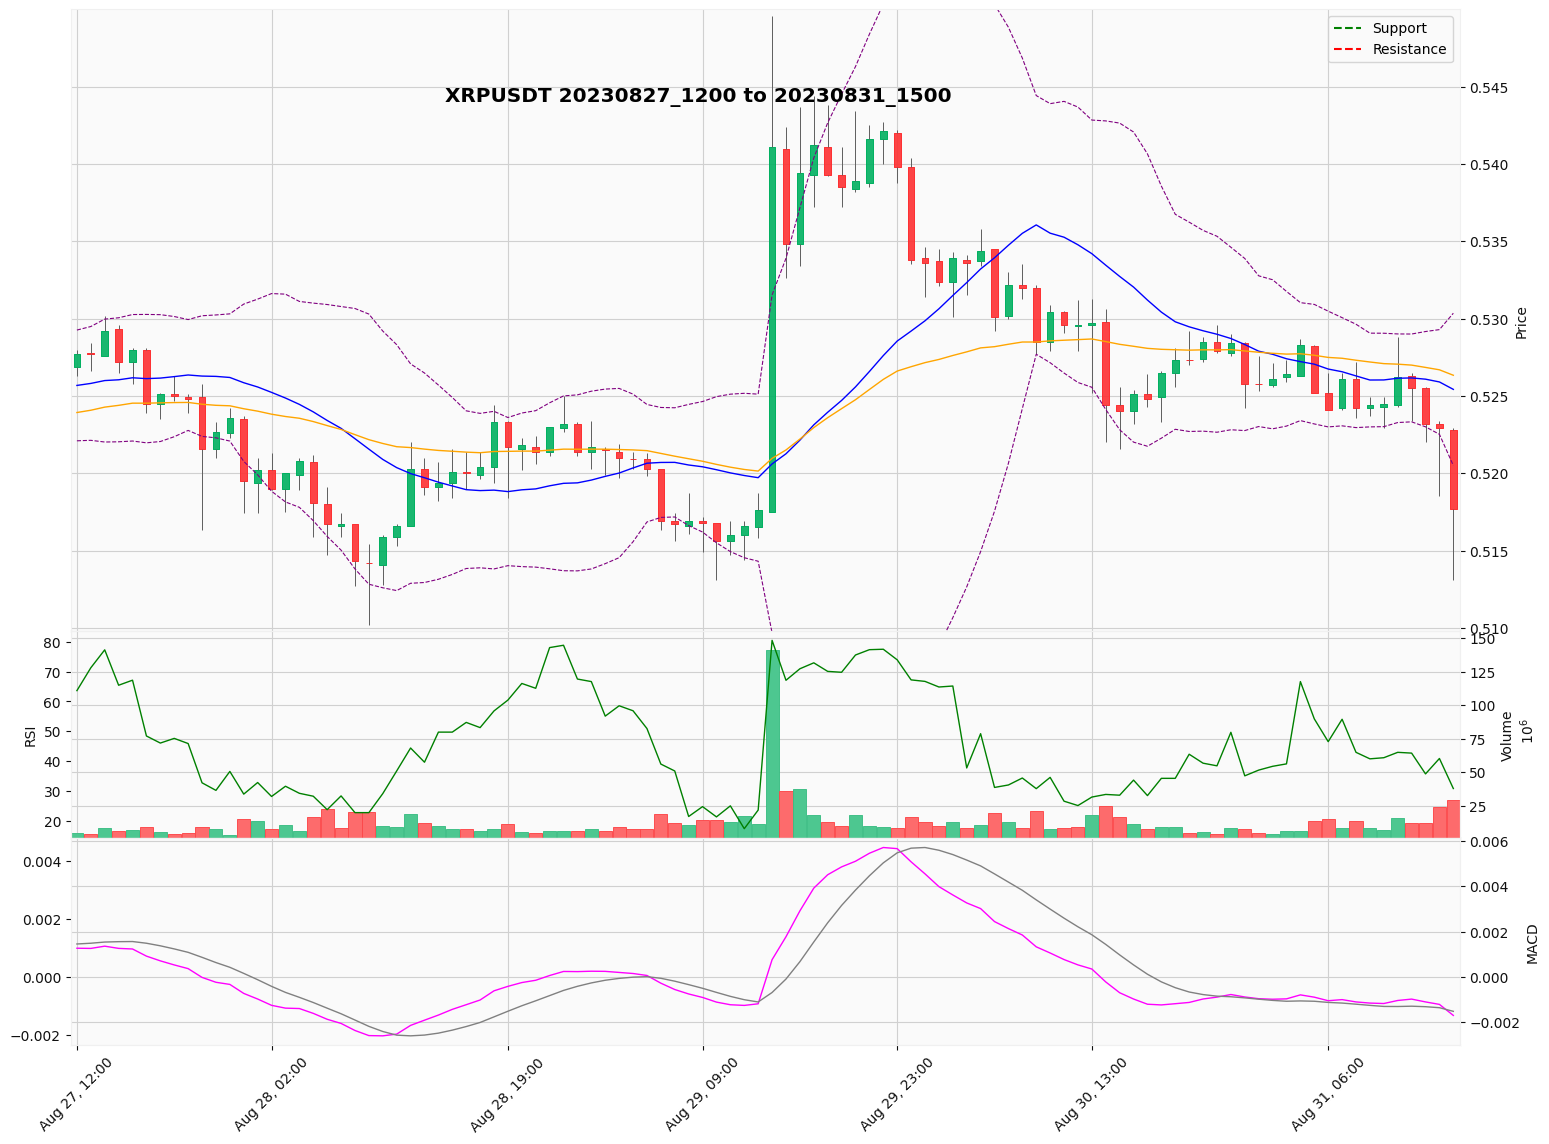 XRPUSDT 20230827_1200 to 20230831_1500
Support
Resistance
0.545
0.540
0.535
0.530
0.525
0.520
0.515
0.510
Price
80
70
60
50
40
30
20
RSI
150
125
100
75
50
25
Volume
10^6
0.004
0.002
0.000
−0.002
0.006
0.004
0.002
0.000
−0.002
MACD
Aug 27, 12:00
Aug 28, 02:00
Aug 28, 19:00
Aug 29, 09:00
Aug 29, 23:00
Aug 30, 13:00
Aug 31, 06:00